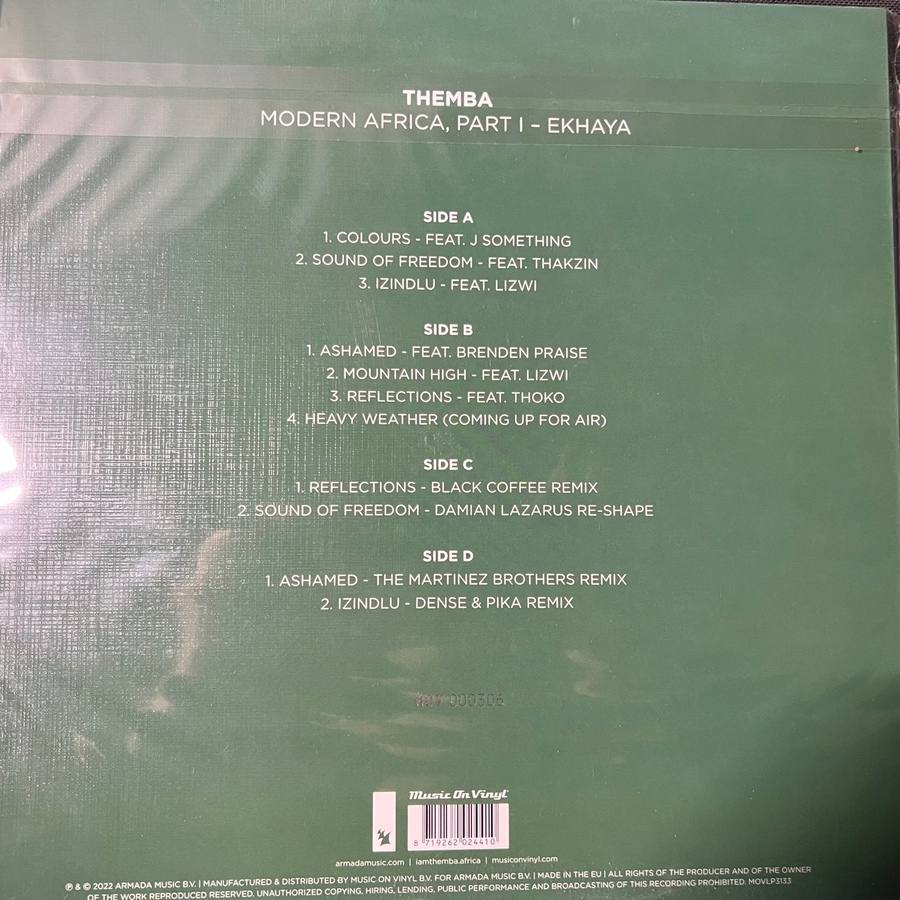 THEMBA
MODERN AFRICA, PART I – EKHAYA
SIDE A
1. COLOURS - FEAT. J SOMETHING
2. SOUND OF FREEDOM - FEAT. THAKZIN
3. IZINDLU - FEAT. LIZWI
SIDE B
1. ASHAMED - FEAT. BRENDEN PRAISE
2. MOUNTAIN HIGH - FEAT. LIZWI
3. REFLECTIONS - FEAT. THOKO
4. HEAVY WEATHER (COMING UP FOR AIR)
SIDE C
1. REFLECTIONS - BLACK COFFEE REMIX
2. SOUND OF FREEDOM - DAMIAN LAZARUS RE-SHAPE
SIDE D
1. ASHAMED - THE MARTINEZ BROTHERS REMIX
2. IZINDLU - DENSE & PIKA REMIX
000306
Music On Vinyl
8 719262 024410
armadamusic.com | iamthemba.africa | musiconvinyl.com
℗ & © 2022 ARMADA MUSIC B.V. | MANUFACTURED & DISTRIBUTED BY MUSIC ON VINYL B.V. FOR ARMADA MUSIC B.V. | MADE IN THE EU | ALL RIGHTS OF THE PRODUCER AND OF THE OWNER
OF THE WORK REPRODUCED RESERVED. UNAUTHORIZED COPYING, HIRING, LENDING, PUBLIC PERFORMANCE AND BROADCASTING OF THIS RECORDING PROHIBITED. MOVLP3133